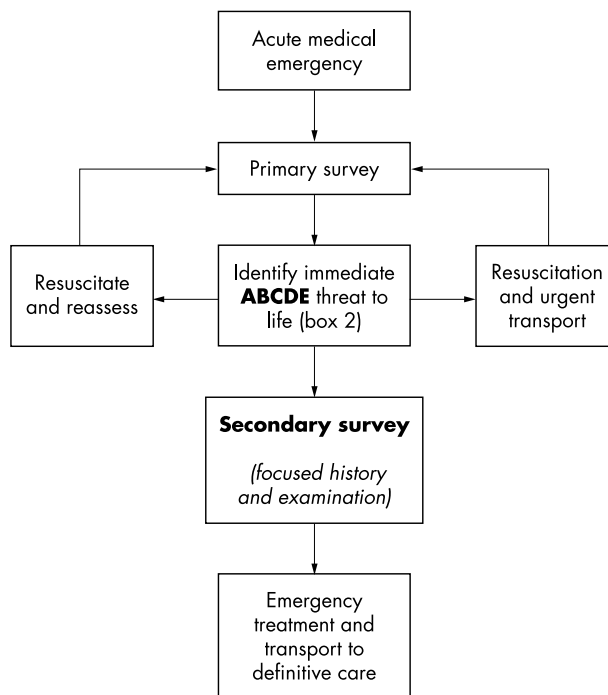 Acute medical
emergency
Primary survey
Resuscitate
and reassess
Identify immediate
ABCDE threat to
life (box 2)
Resuscitation
and urgent
transport
Secondary survey
(focused history
and examination)
Emergency
treatment and
transport to
definitive care